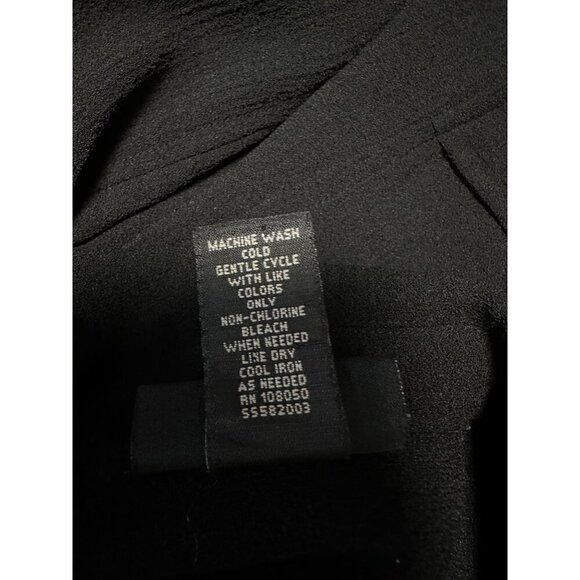 MACHINE WASH
COLD
GENTLE CYCLE
WITH LIKE
COLORS
ONLY
NON-CHLORINE
BLEACH
WHEN NEEDED
LINE DRY
COOL IRON
AS NEEDED
RN 108050
SS582003